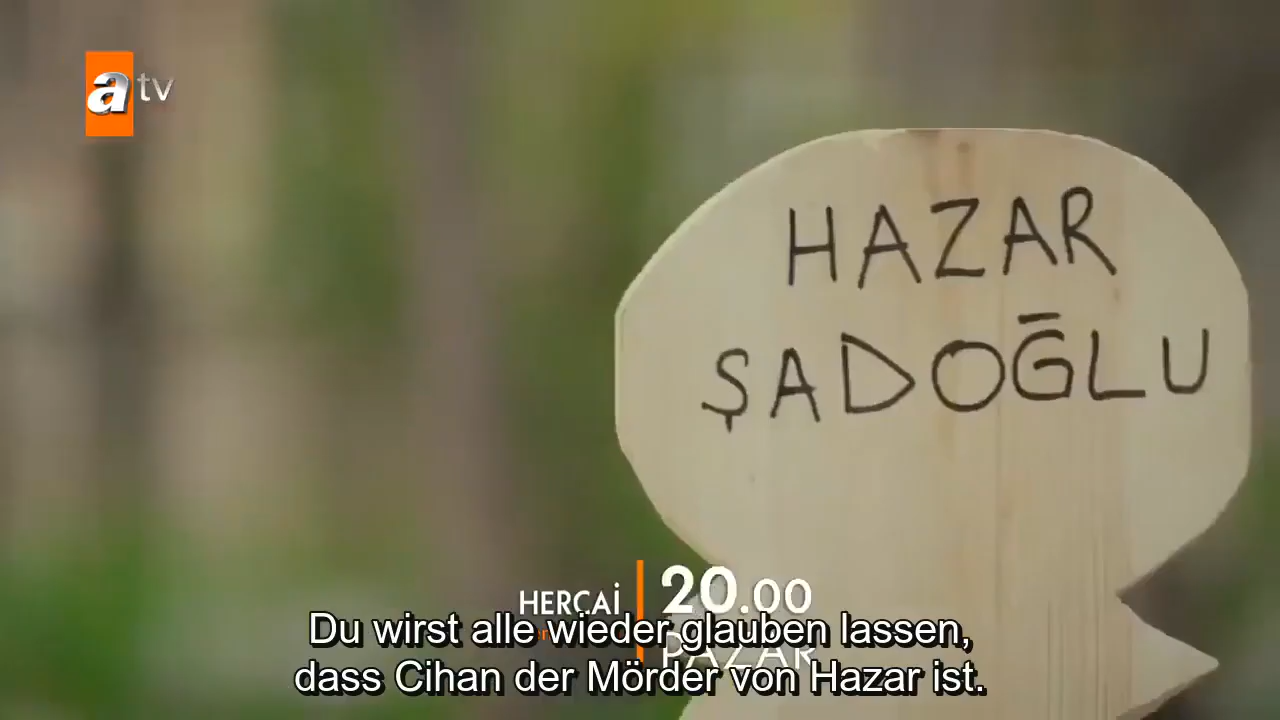 atv
HAZAR
ŞADOĞLU
HERCAİ
20.00
PAZAR
Du wirst alle wieder glauben lassen,
dass Cihan der Mörder von Hazar ist.